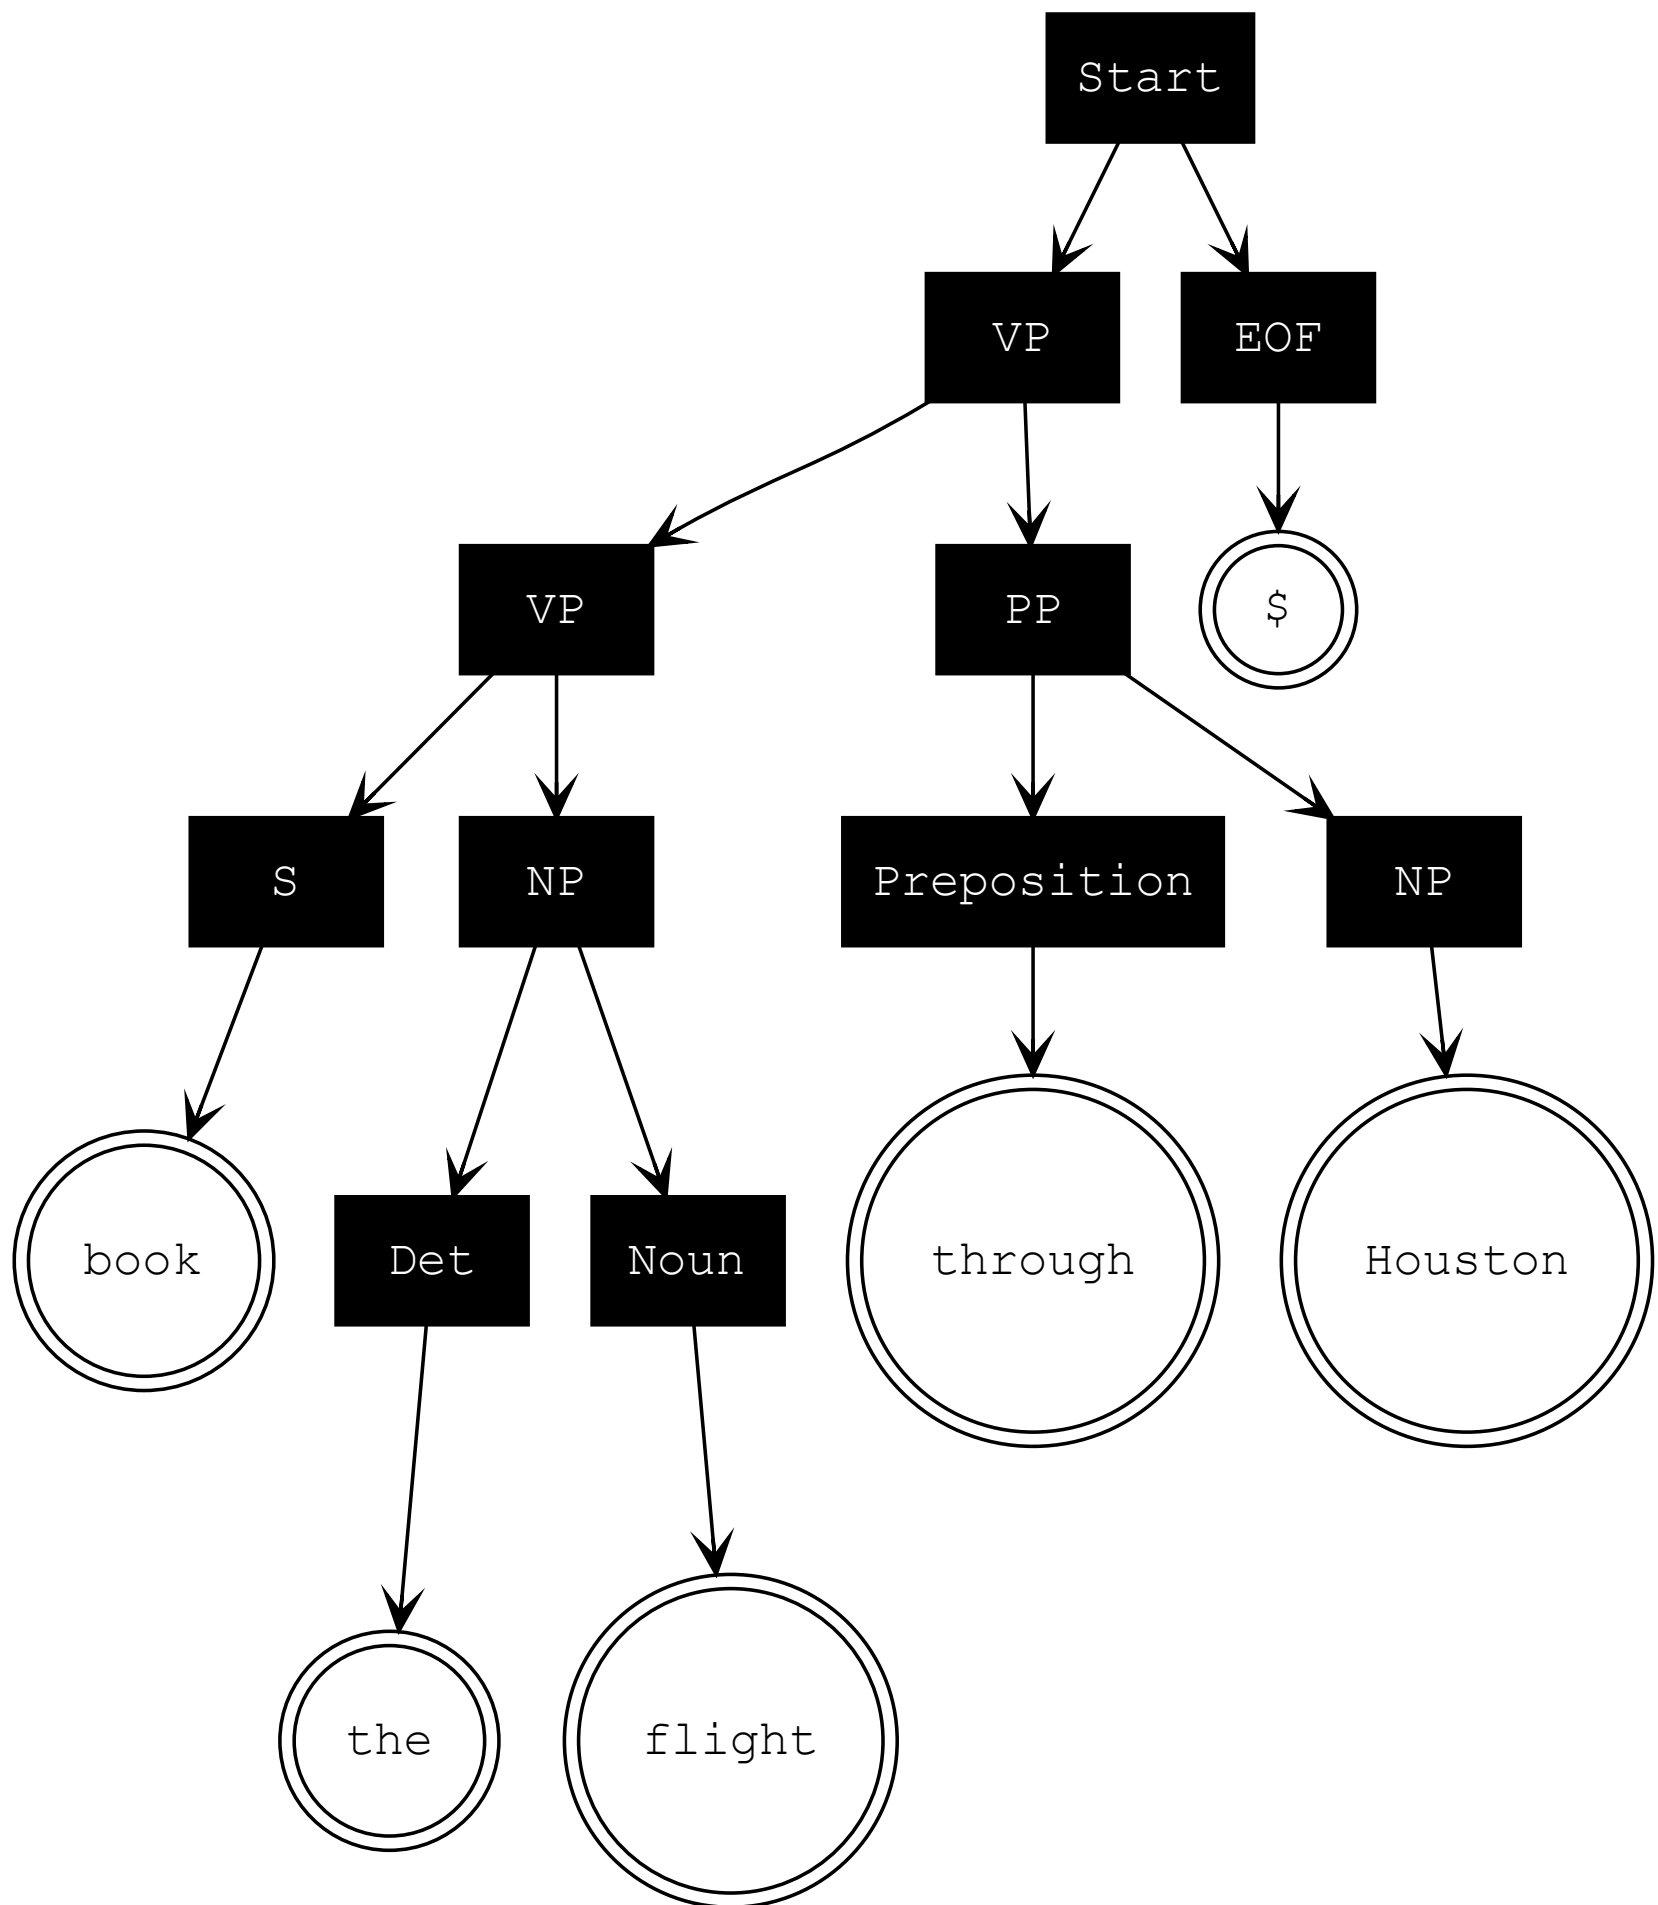 Start
VP EOF
VP PP $
S NP Preposition NP
book Det Noun through Houston
the flight